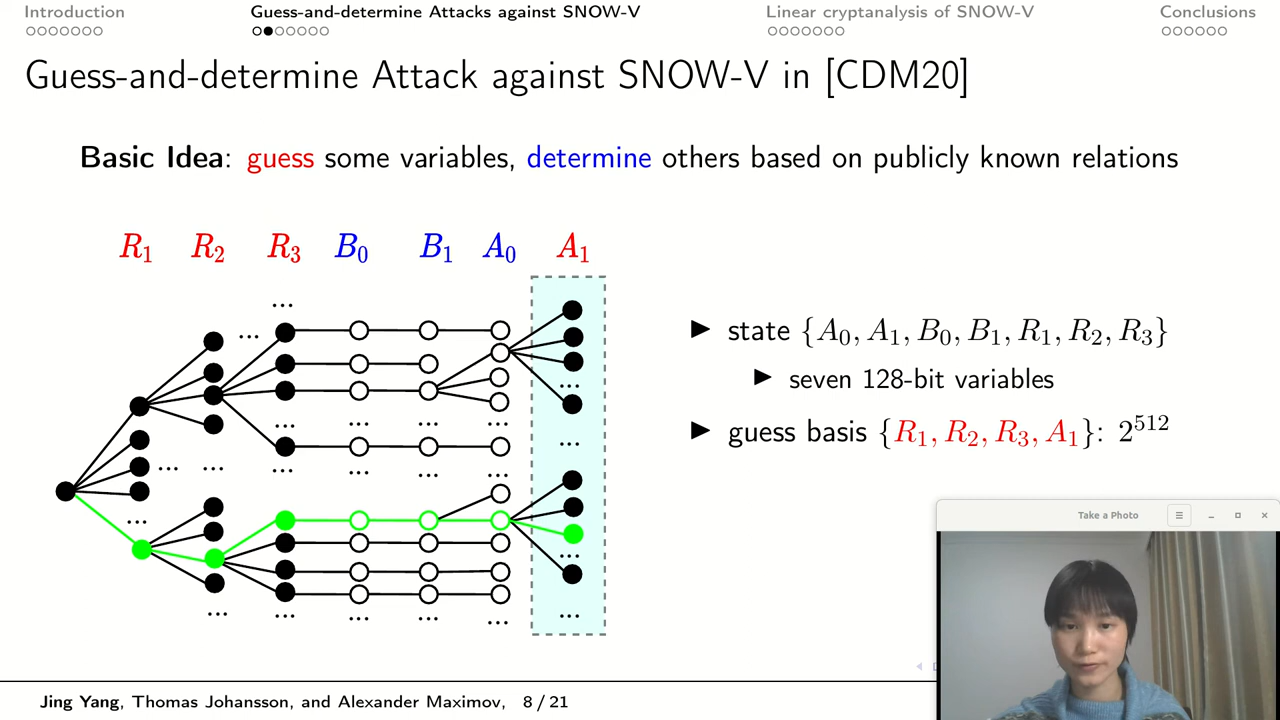 Introduction Guess-and-determine Attacks against SNOW-V Linear cryptanalysis of SNOW-V Conclusions
Guess-and-determine Attack against SNOW-V in [CDM20]
Basic Idea: guess some variables, determine others based on publicly known relations
R₁ R₂ R₃ B₀ B₁ A₀ A₁
▶ state {A₀, A₁, B₀, B₁, R₁, R₂, R₃}
▶ seven 128-bit variables
▶ guess basis {R₁, R₂, R₃, A₁}: 2⁵¹²
Take a Photo
Jing Yang, Thomas Johansson, and Alexander Maximov, 8 / 21